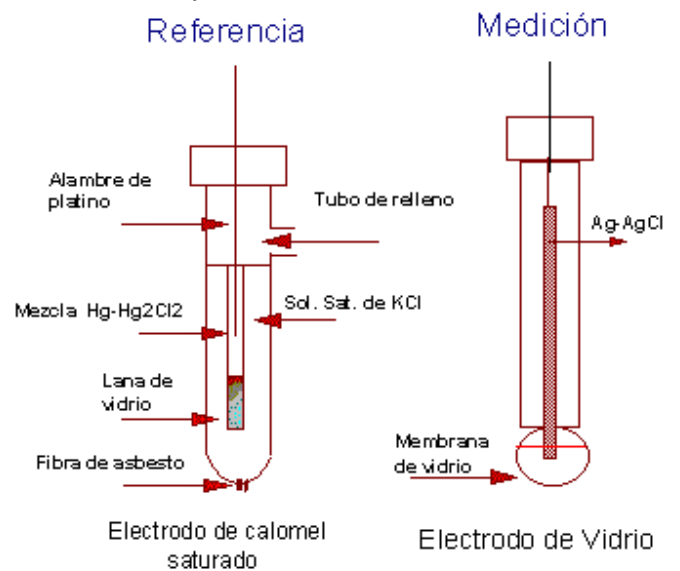 Referencia
Medición
Alambre de
platino
Tubo de relleno
Ag-AgCl
Mezcla Hg-Hg2Cl2
Sol. Sat. de KCl
Lana de
vidrio
Membrana
de vidrio
Fibra de asbesto
Electrodo de calomel
saturado
Electrodo de Vidrio